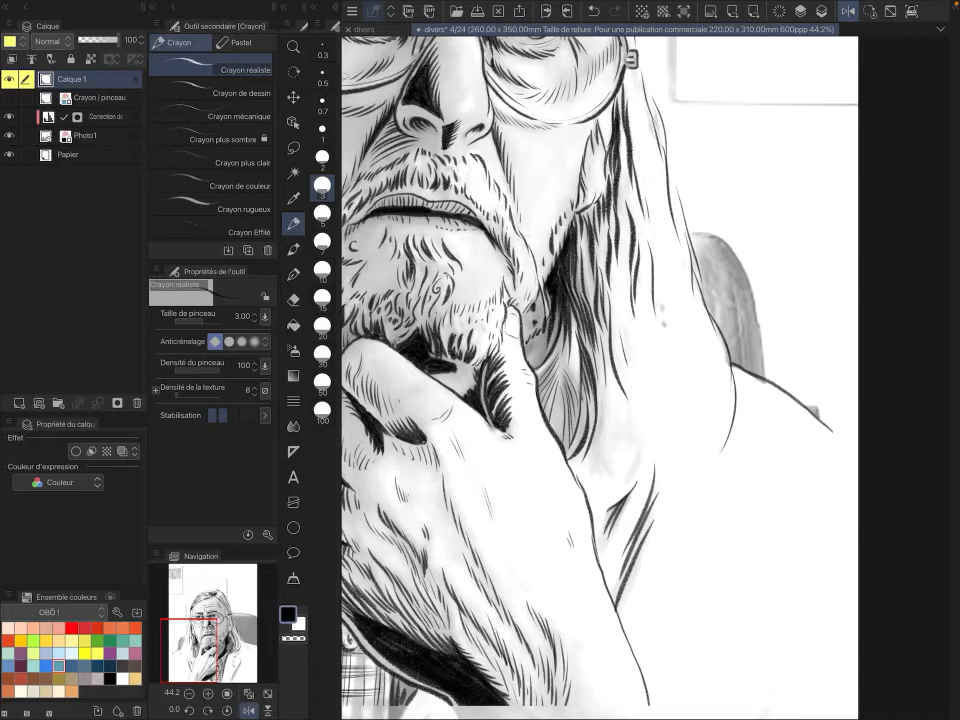 divers
divers* 4/24 (260.00 x 350.00mm Taille de reliure Pour une publication commerciale 220.00 x 310.00mm 600ppp 44.2%)
Calque
Normal
100
Calque 1
Crayon / pinceau
Correction de
Photo1
Papier
Propriété du calqu
Effet
Couleur d'expression
Couleur
Ensemble couleurs
OBÖ !
Outil secondaire [Crayon]
Crayon
Pastel
Crayon réaliste
Crayon de dessin
Crayon mécanique
Crayon plus sombre
Crayon plus clair
Crayon de couleur
Crayon rugueux
Crayon Effilé
Propriétés de l'outil
Crayon réaliste
Taille de pinceau 3.00
Anticrénelage
Densité du pinceau 100
Densité de la texture 8
Stabilisation
Navigation
44.2
0.0
0.3
0.5
0.7
1
2
3
5
7
10
15
20
30
50
100
A